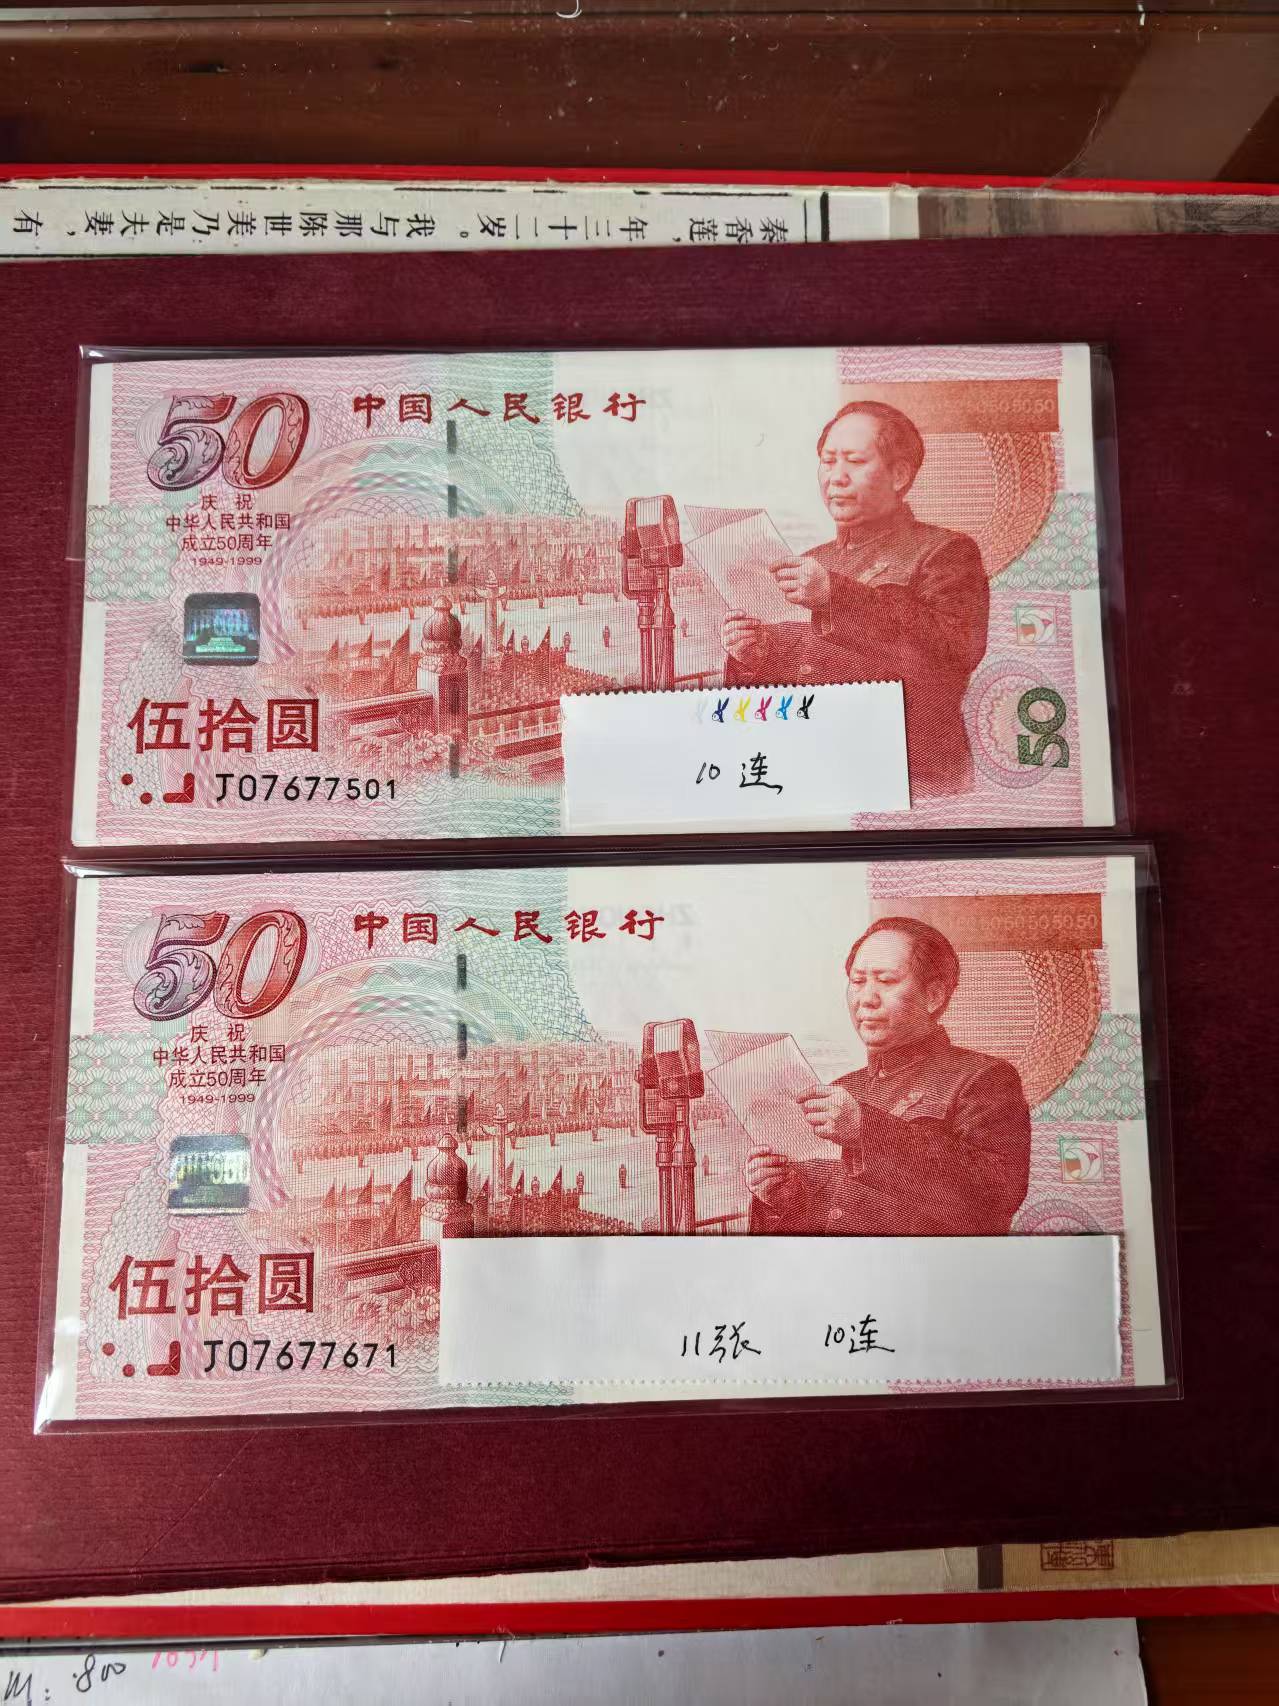 秦香莲，年三十二岁。我与那陈世美乃是夫妻，有
50
中国人民银行
5050
庆祝
中华人民共和国
成立50周年
1949-1999
伍拾圆
J07677501
10连
50
50
中国人民银行
505050
庆祝
中华人民共和国
成立50周年
1949-1999
伍拾圆
J07677671
11张 10连
800